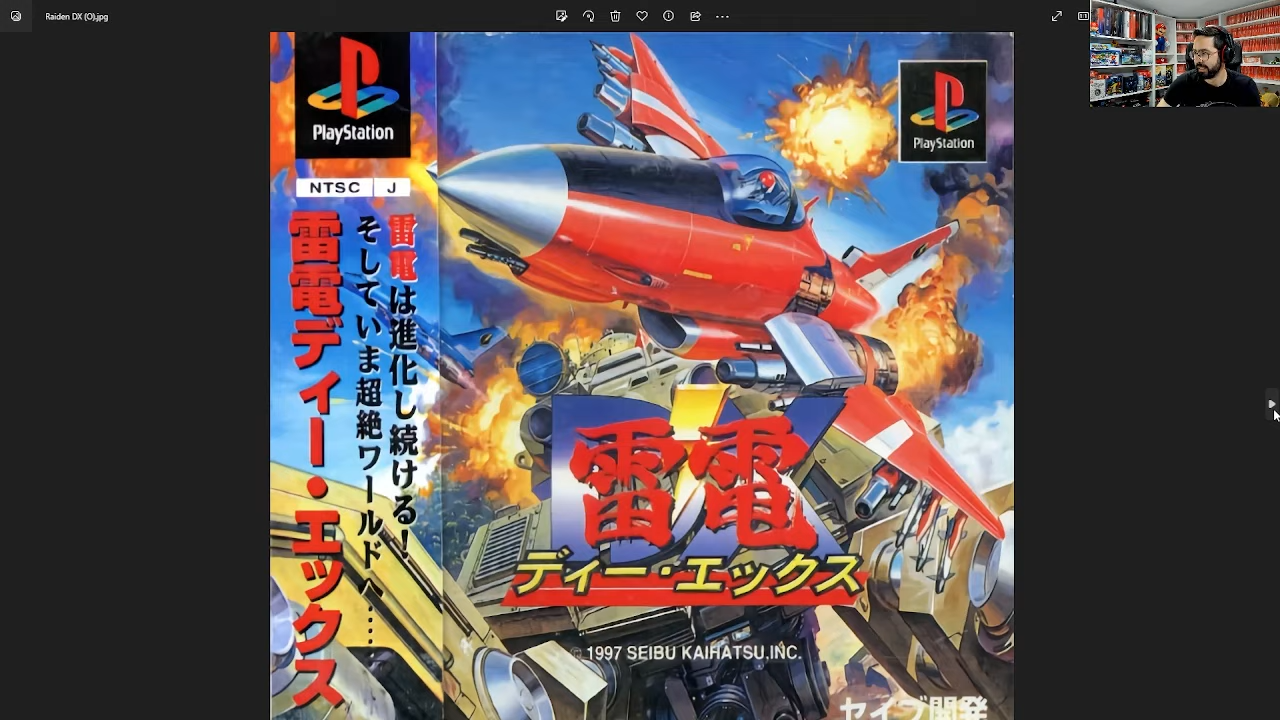 Raiden DX (O).jpg
PlayStation
NTSC J
雷電ディー・エックス
雷電は進化し続ける!
そしていま超絶ワールドへ・・・・
PlayStation
DX
雷電
ディー・エックス
© 1997 SEIBU KAIHATSU.INC.
セイブ開発